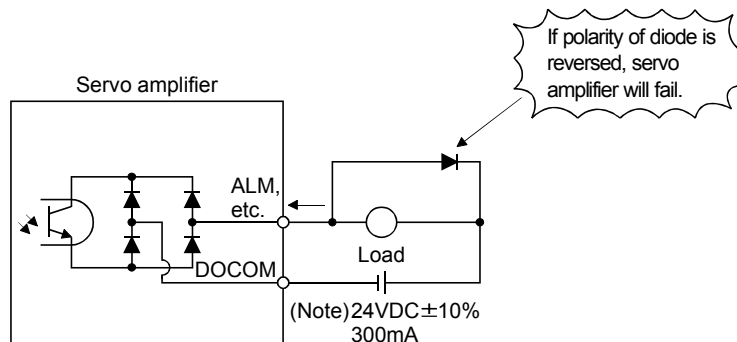 If polarity of diode is
reversed, servo
amplifier will fail.
Servo amplifier
ALM,
etc.
Load
DOCOM
(Note)24VDC±10%
300mA